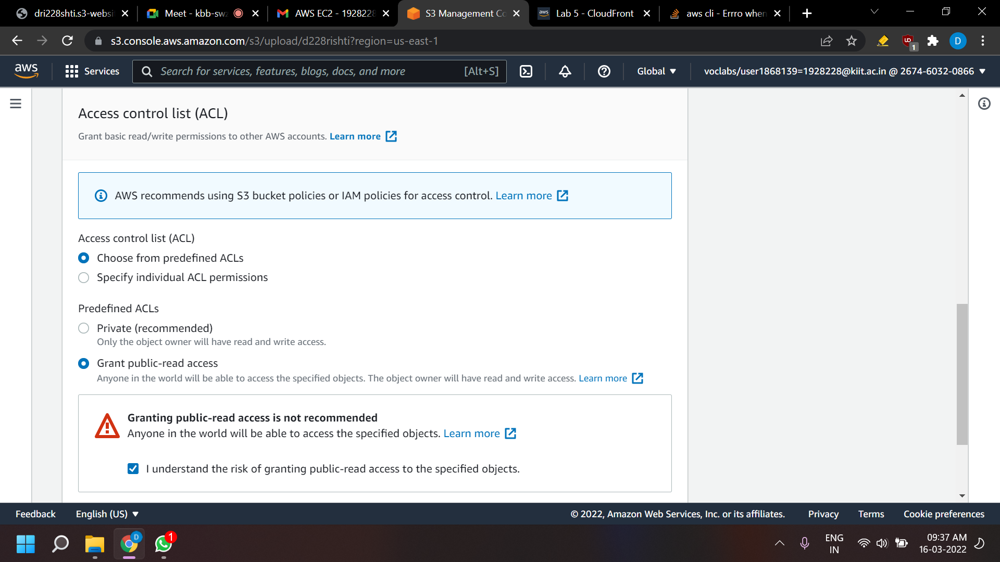 dri228shti.s3-websi
Meet - kbb-swz
AWS EC2 - 1928228
S3 Management Co
aws
Lab 5 - CloudFront
aws cli - Errro when
s3.console.aws.amazon.com/s3/upload/d228rishti?region=us-east-1
1
D
aws
Services
Search for services, features, blogs, docs, and more
[Alt+S]
Global
voclabs/user1868139=1928228@kiit.ac.in @ 2674-6032-0866
Access control list (ACL)
Grant basic read/write permissions to other AWS accounts. Learn more
AWS recommends using S3 bucket policies or IAM policies for access control. Learn more
Access control list (ACL)
Choose from predefined ACLs
Specify individual ACL permissions
Predefined ACLs
Private (recommended)
Only the object owner will have read and write access.
Grant public-read access
Anyone in the world will be able to access the specified objects. The object owner will have read and write access. Learn more
Granting public-read access is not recommended
Anyone in the world will be able to access the specified objects. Learn more
I understand the risk of granting public-read access to the specified objects.
Feedback
English (US)
© 2022, Amazon Web Services, Inc. or its affiliates.
Privacy
Terms
Cookie preferences
D
1
ENG
IN
09:37 AM
16-03-2022